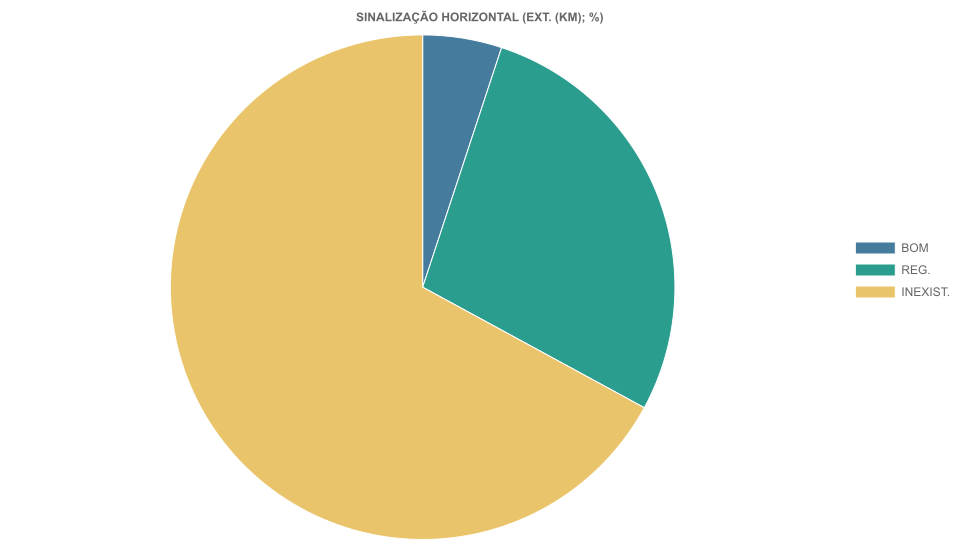 SINALIZAÇÃO HORIZONTAL (EXT. (KM); %)
BOM
REG.
INEXIST.